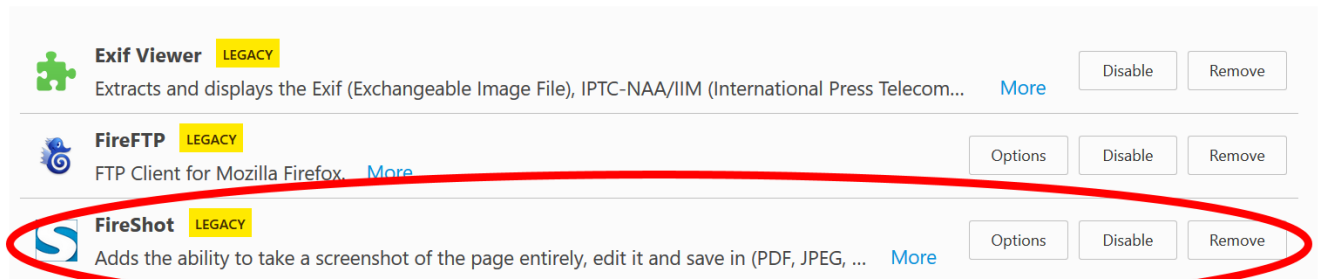 Exif Viewer LEGACY
Extracts and displays the Exif (Exchangeable Image File), IPTC-NAA/IIM (International Press Telecom... More
Disable Remove
FireFTP LEGACY
FTP Client for Mozilla Firefox. More
Options Disable Remove
FireShot LEGACY
Adds the ability to take a screenshot of the page entirely, edit it and save in (PDF, JPEG, ... More
Options Disable Remove